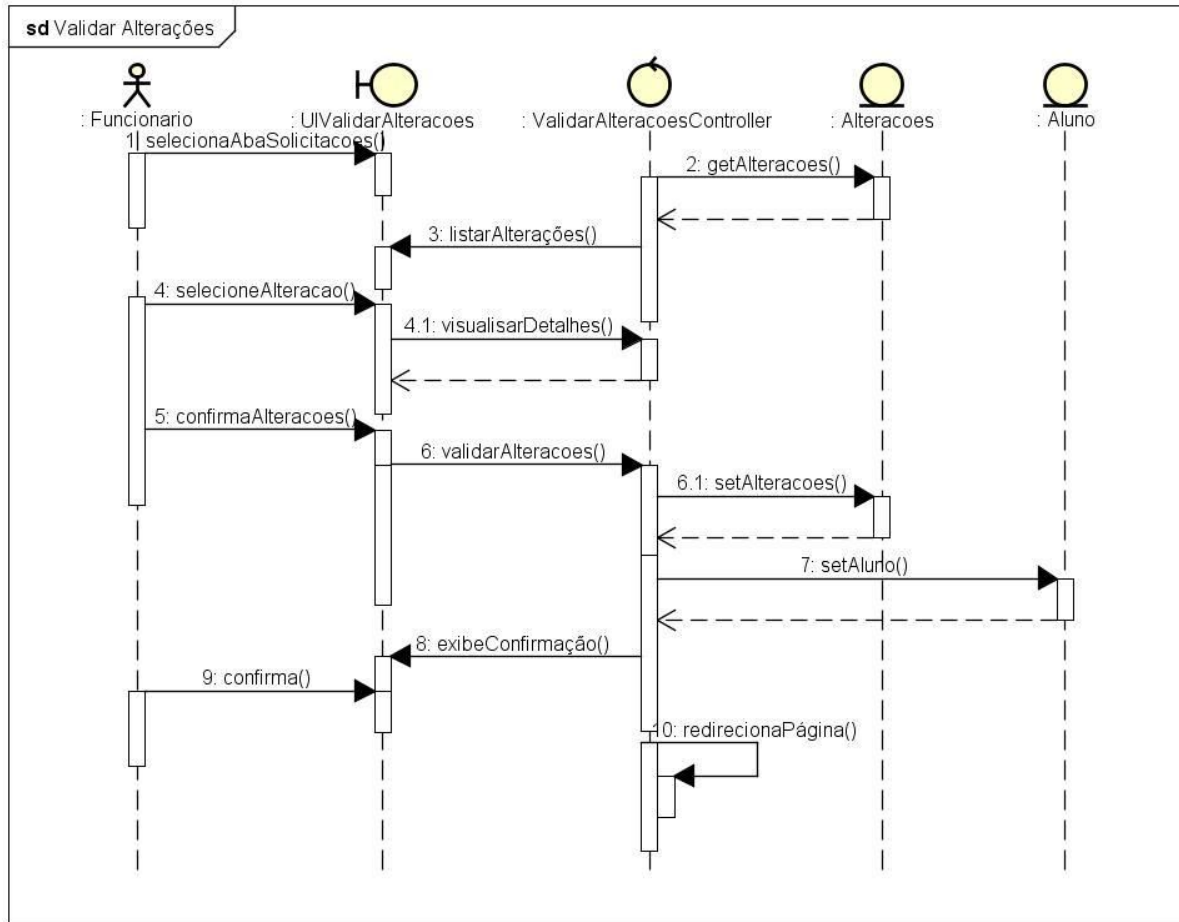 sd Validar Alterações
: Funcionario
: UIValidarAlteracoes
: ValidarAlteracoesController
: Alteracoes
: Aluno
1: selecionaAbaSolicitacoes()
2: getAlteracoes()
3: listarAlterações()
4: selecioneAlteracao()
4.1: visualisarDetalhes()
5: confirmaAlteracoes()
6: validarAlteracoes()
6.1: setAlteracoes()
7: setAluno()
8: exibeConfirmação()
9: confirma()
10: redirecionaPágina()